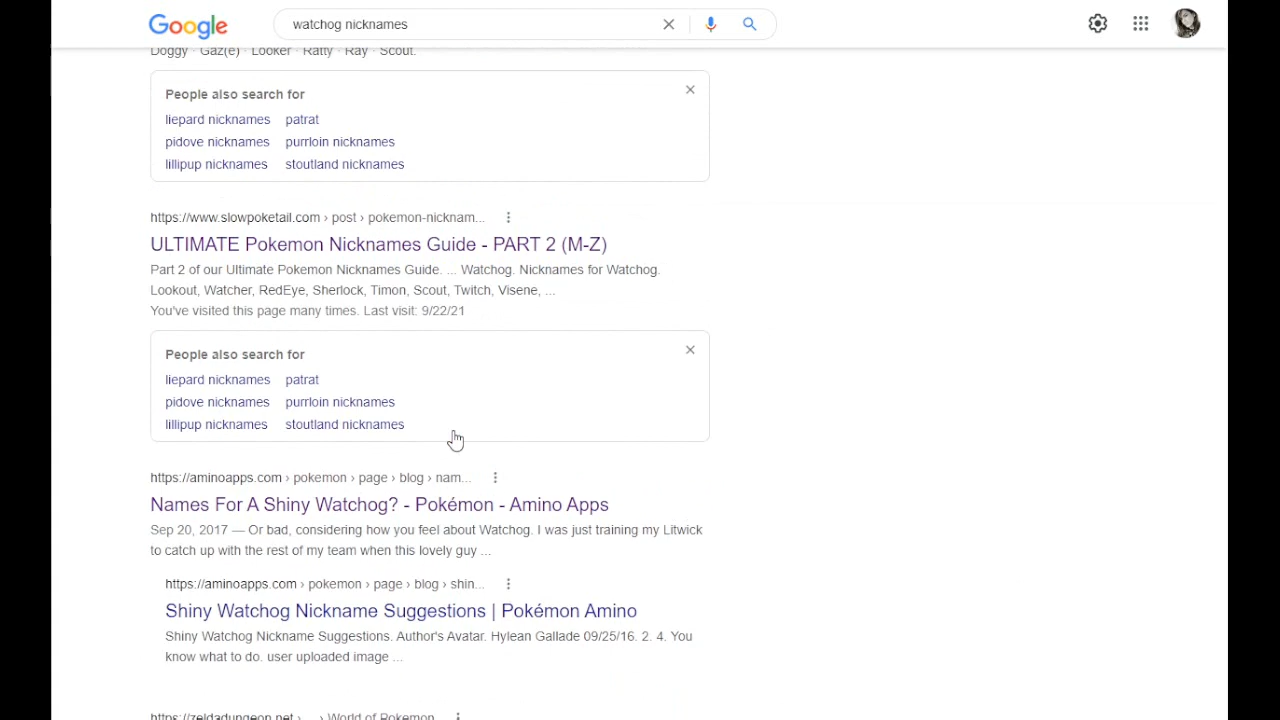 Google
watchog nicknames
Doggy · Gaz(e) · Looker · Ratty · Ray · Scout.
People also search for
liepard nicknames patrat
pidove nicknames purrloin nicknames
lillipup nicknames stoutland nicknames
https://www.slowpoketail.com › post › pokemon-nicknam...
ULTIMATE Pokemon Nicknames Guide - PART 2 (M-Z)
Part 2 of our Ultimate Pokemon Nicknames Guide. ... Watchog. Nicknames for Watchog.
Lookout, Watcher, RedEye, Sherlock, Timon, Scout, Twitch, Visene, ...
You've visited this page many times. Last visit: 9/22/21
People also search for
liepard nicknames patrat
pidove nicknames purrloin nicknames
lillipup nicknames stoutland nicknames
https://aminoapps.com › pokemon › page › blog › nam...
Names For A Shiny Watchog? - Pokémon - Amino Apps
Sep 20, 2017 — Or bad, considering how you feel about Watchog. I was just training my Litwick
to catch up with the rest of my team when this lovely guy ...
https://aminoapps.com › pokemon › page › blog › shin...
Shiny Watchog Nickname Suggestions | Pokémon Amino
Shiny Watchog Nickname Suggestions. Author's Avatar. Hylean Gallade 09/25/16. 2. 4. You
know what to do. user uploaded image ...
https://zeldadungeon.net › ... › World of Pokemon